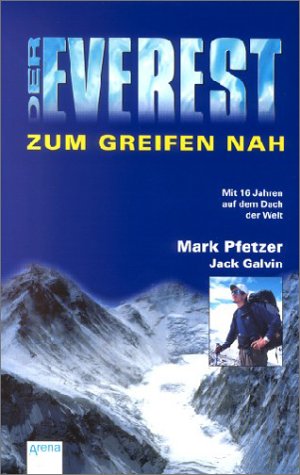 DER EVEREST
ZUM GREIFEN NAH
Mit 16 Jahren
auf dem Dach
der Welt
Mark Pfetzer
Jack Galvin
Arena